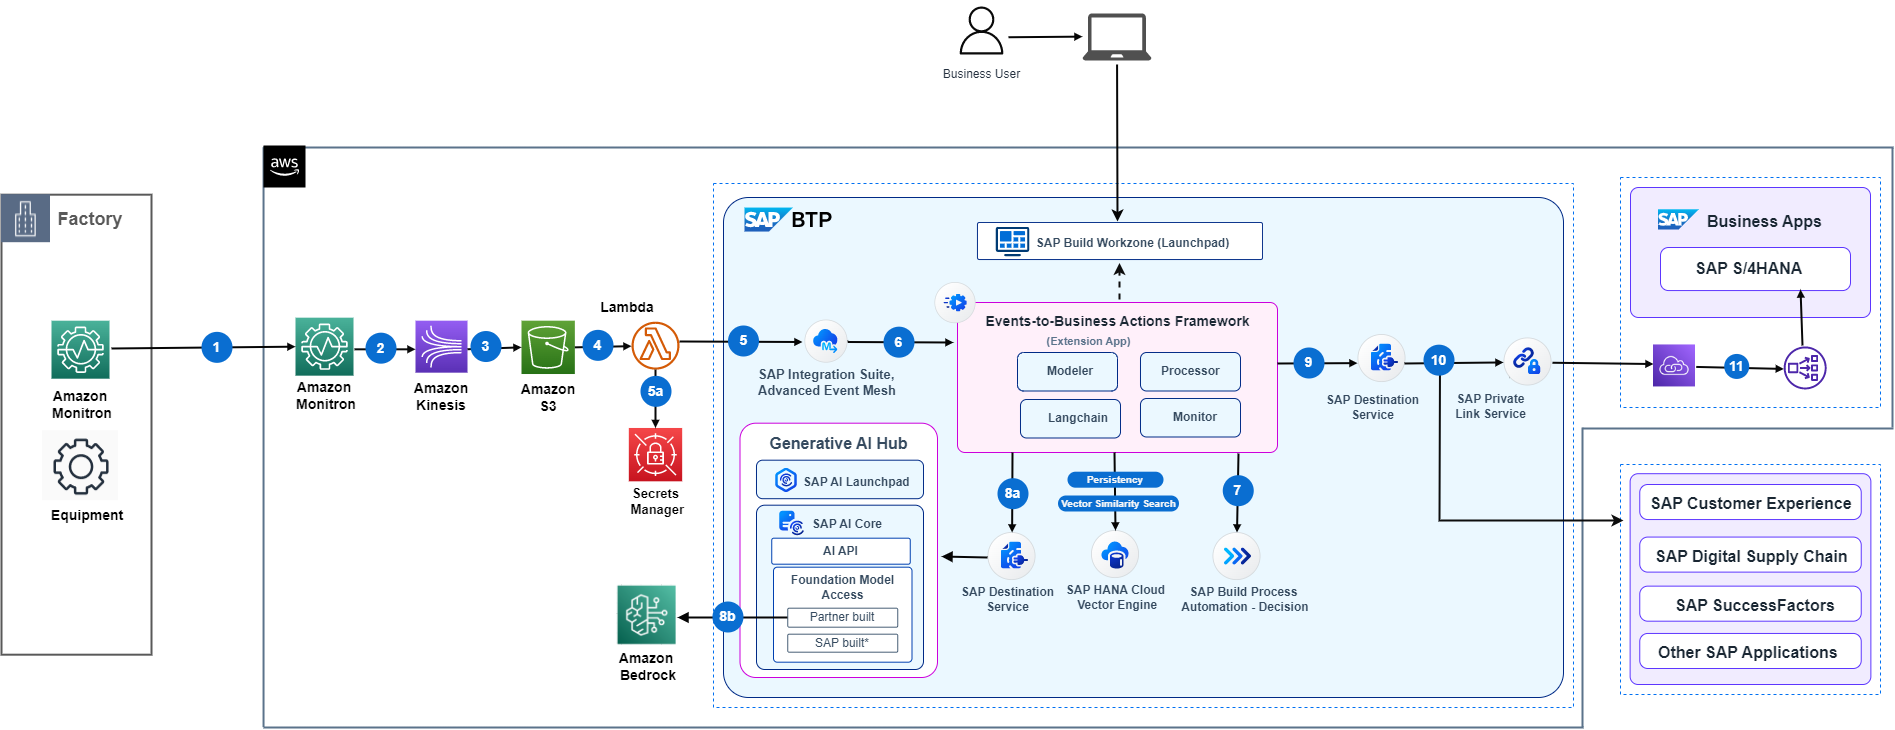 Business User
aws
Factory
Amazon
Monitron
Equipment
1
Amazon
Monitron
2
Amazon
Kinesis
3
Amazon
S3
4
Lambda
5a
Secrets
Manager
5
SAP BTP
SAP Build Workzone (Launchpad)
SAP Integration Suite,
Advanced Event Mesh
M
6
Events-to-Business Actions Framework
(Extension App)
Modeler
Processor
Langchain
Monitor
Generative AI Hub
SAP AI Launchpad
SAP AI Core
AI API
Foundation Model
Access
Partner built
SAP built*
8b
Amazon
Bedrock
8a
SAP Destination
Service
Persistency
Vector Similarity Search
SAP HANA Cloud
Vector Engine
7
SAP Build Process
Automation - Decision
9
SAP Destination
Service
10
SAP Private
Link Service
11
SAP Business Apps
SAP S/4HANA
SAP Customer Experience
SAP Digital Supply Chain
SAP SuccessFactors
Other SAP Applications